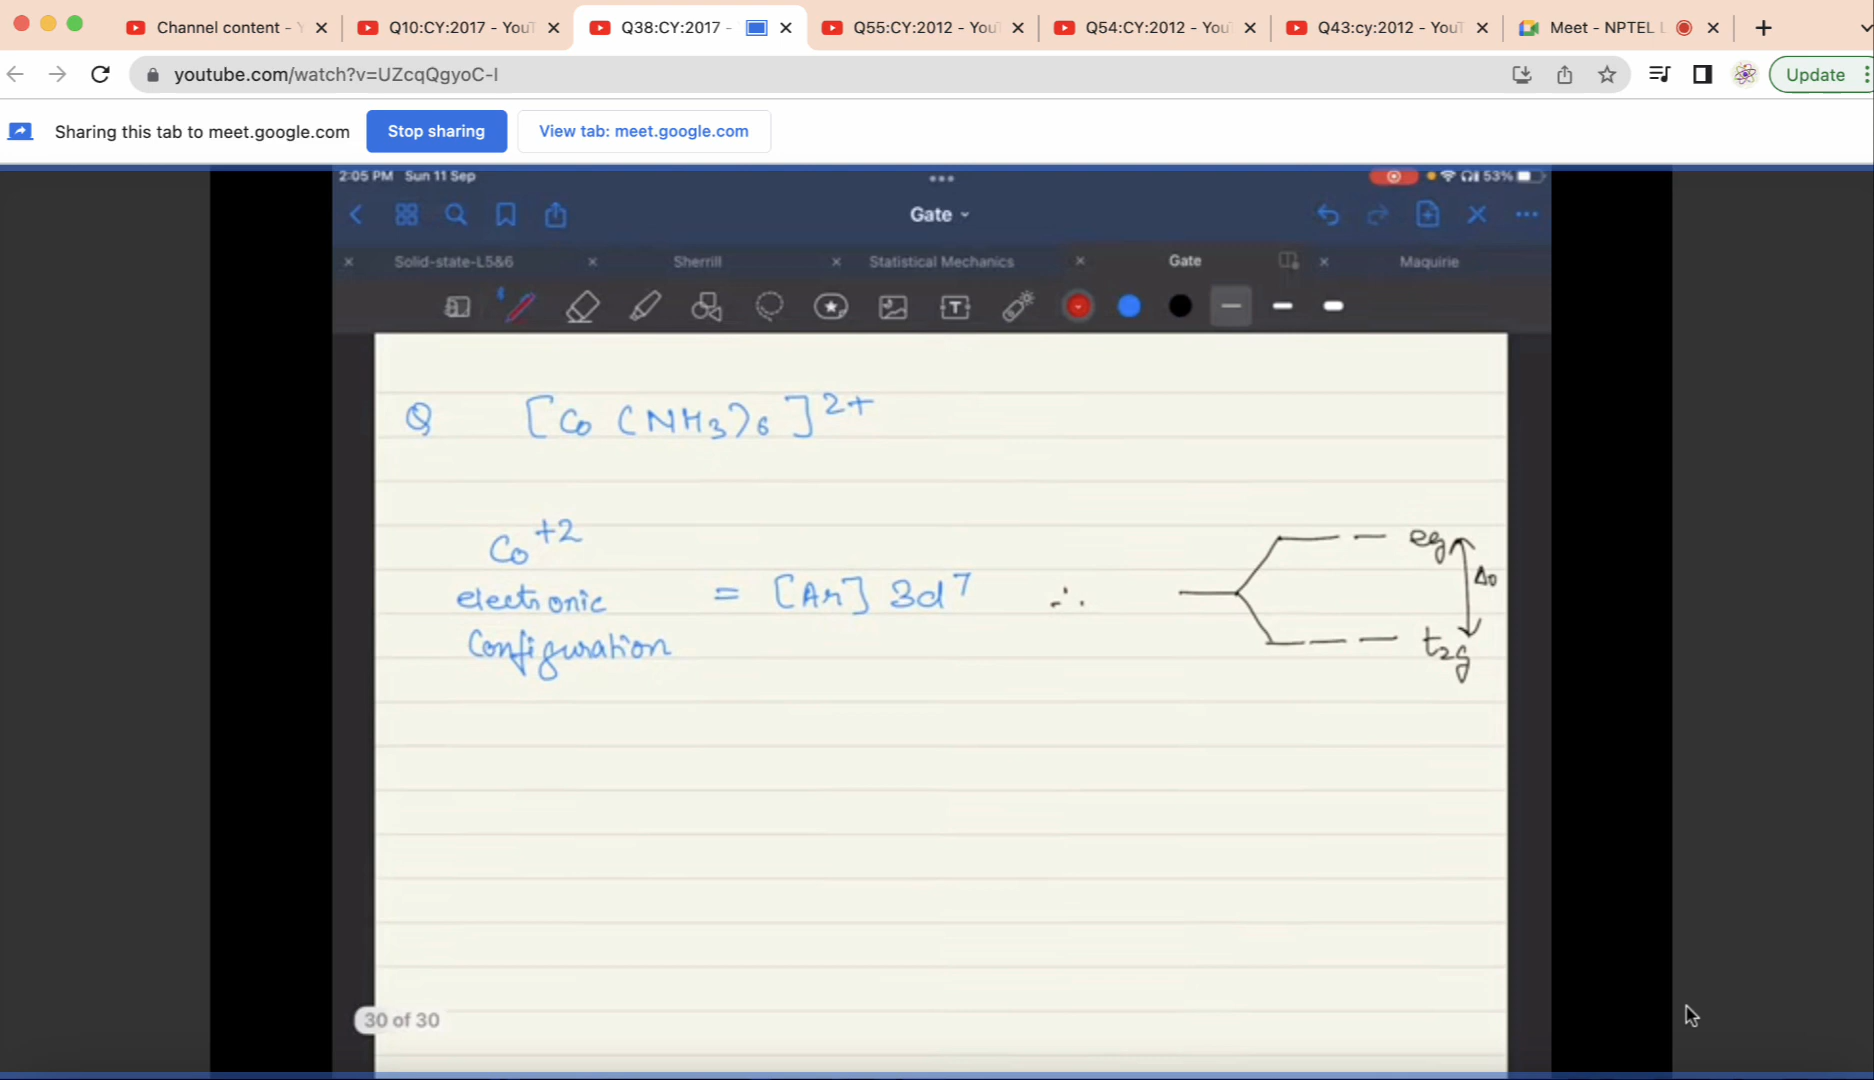 Channel content - Y
Q10:CY:2017 - YouT
Q38:CY:2017 -
Q55:CY:2012 - YouT
Q54:CY:2012 - YouT
Q43:cy:2012 - YouT
Meet - NPTEL L
youtube.com/watch?v=UZcqQgyoC-I
Update
Sharing this tab to meet.google.com
Stop sharing
View tab: meet.google.com
2:05 PM Sun 11 Sep
53%
Gate
Solid-state-L5&6
Sherrill
Statistical Mechanics
Gate
Maquirie
Q [Co (NH3)6]2+
Co+2
electronic
Configuration
= [Ar] 3d7 ∴
eg
Δo
t2g
30 of 30